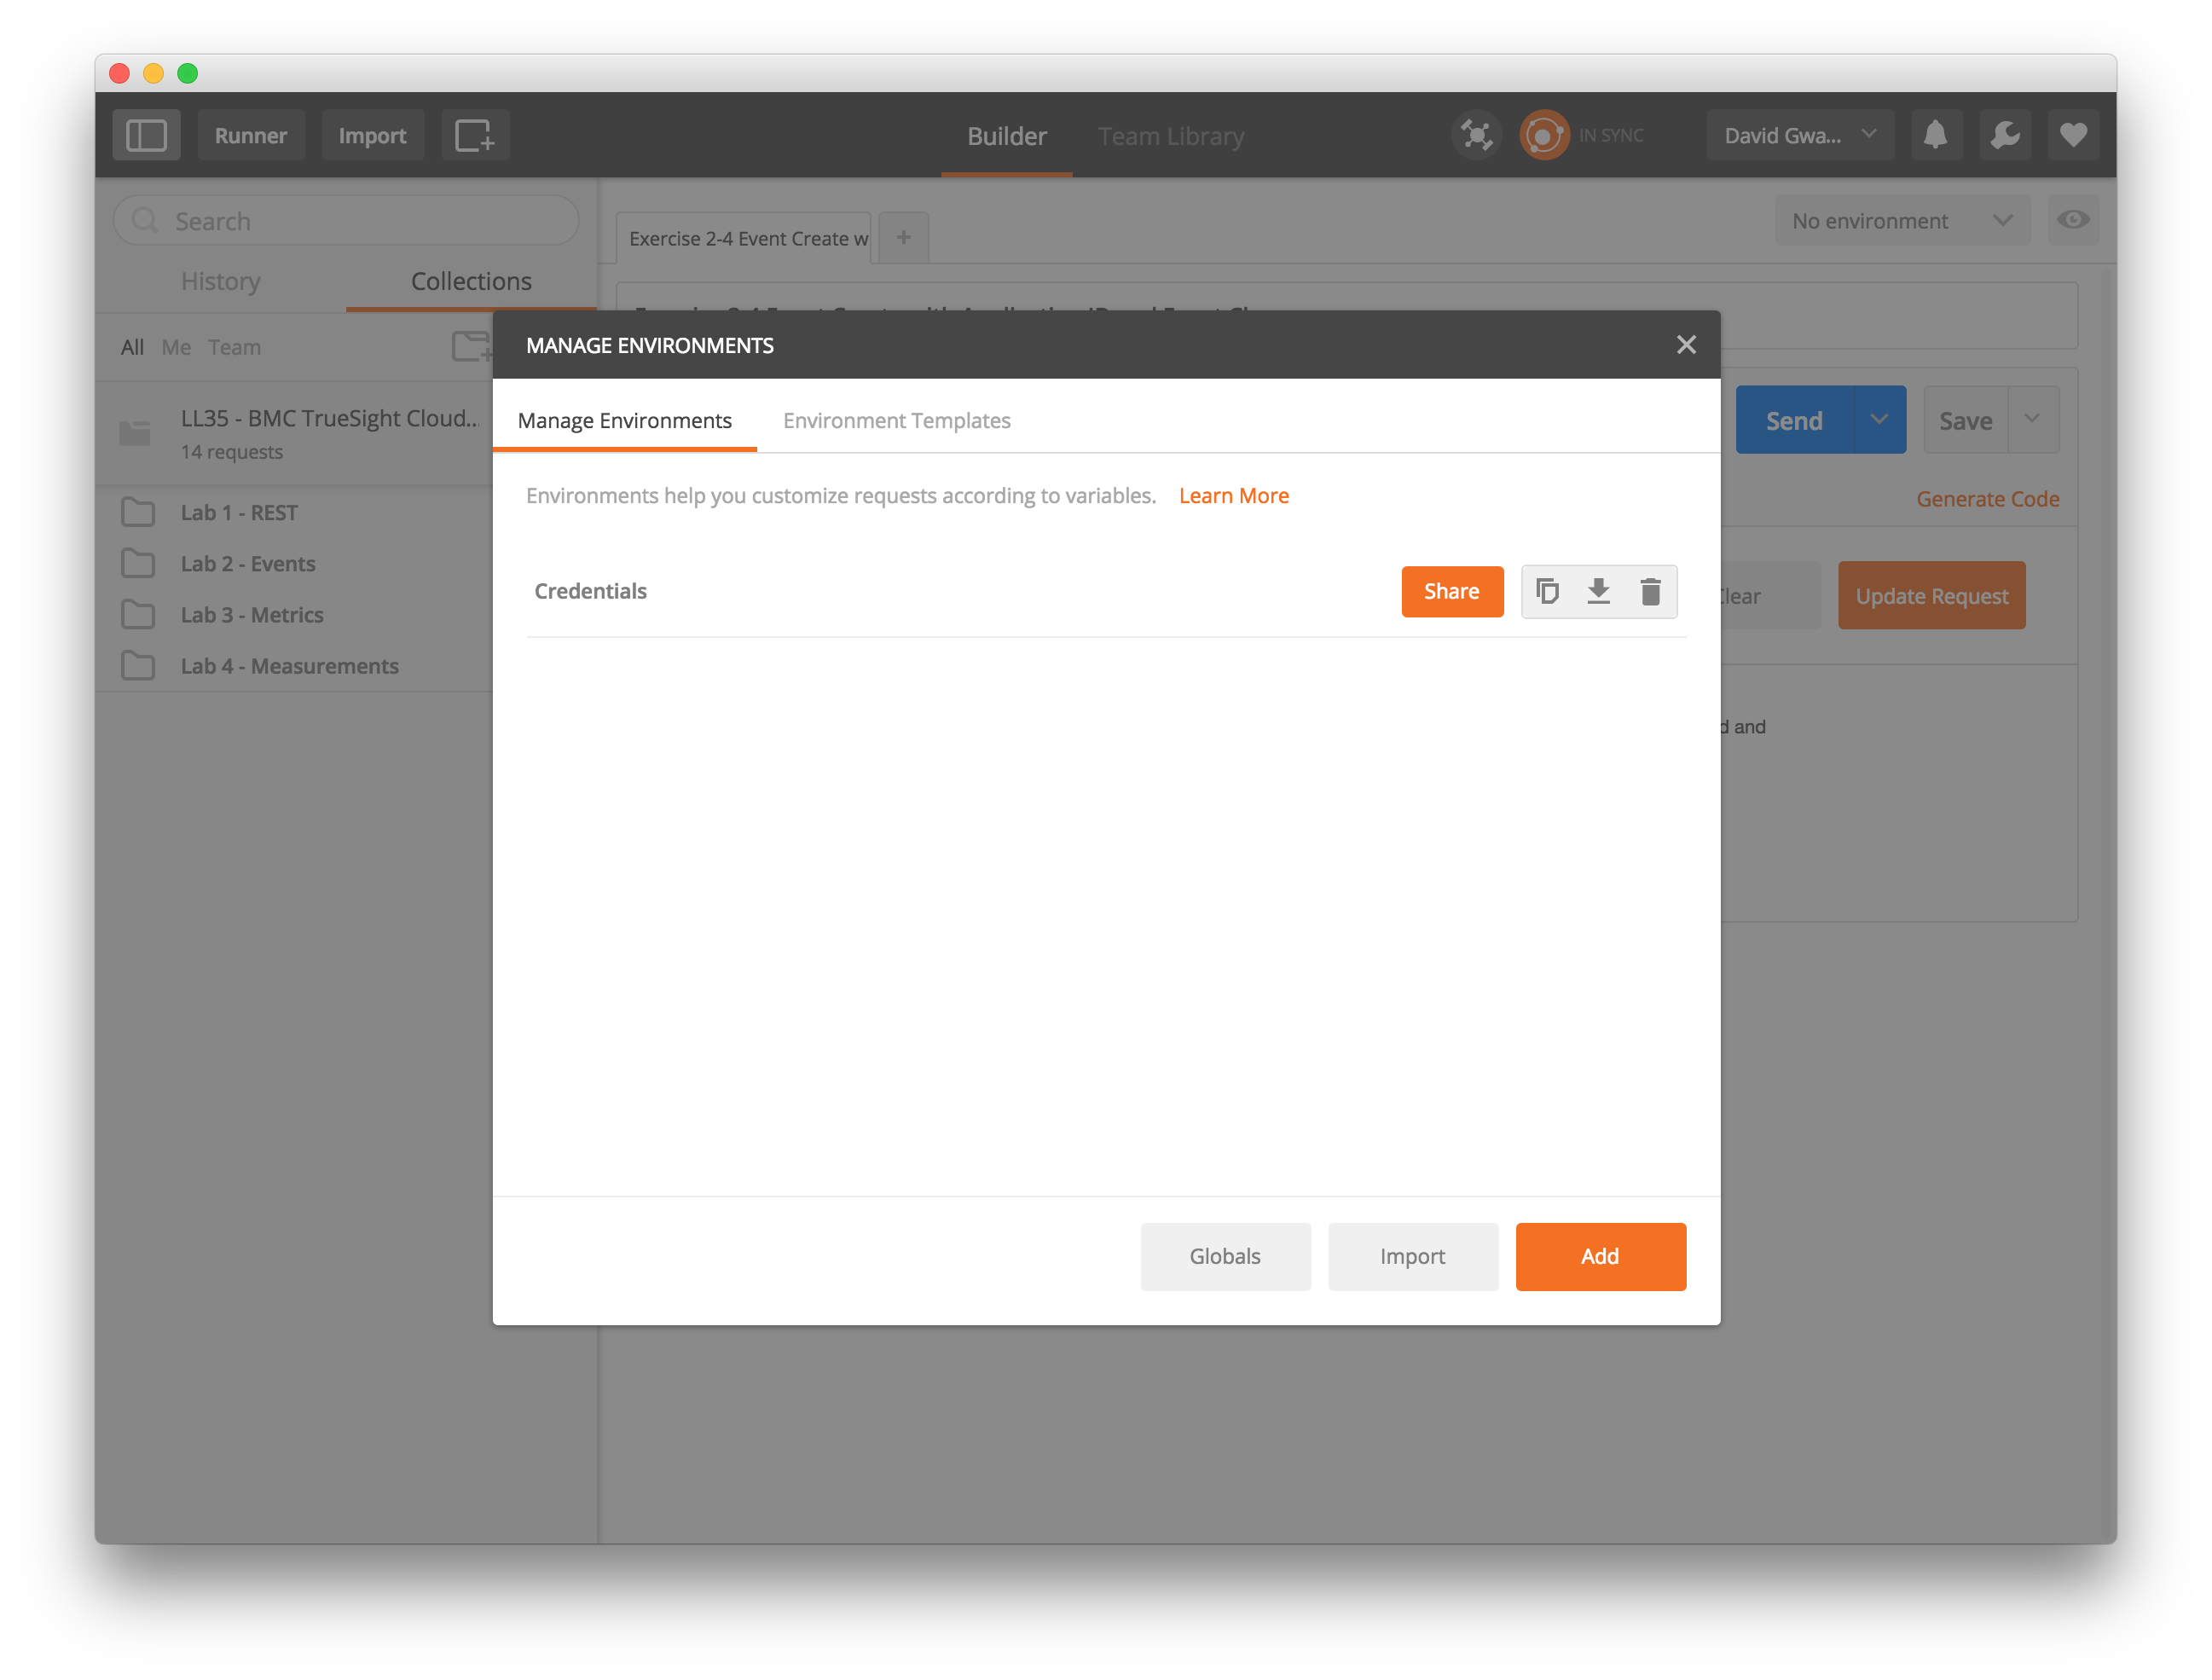 Runner
Import
Builder
Team Library
IN SYNC
David Gwa...
Search
History
Collections
All Me Team
LL35 - BMC TrueSight Cloud...
14 requests
Lab 1 - REST
Lab 2 - Events
Lab 3 - Metrics
Lab 4 - Measurements
Exercise 2-4 Event Create w
+
No environment
MANAGE ENVIRONMENTS
Manage Environments
Environment Templates
Environments help you customize requests according to variables. Learn More
Credentials
Share
Globals
Import
Add
Send
Save
Generate Code
Update Request
and